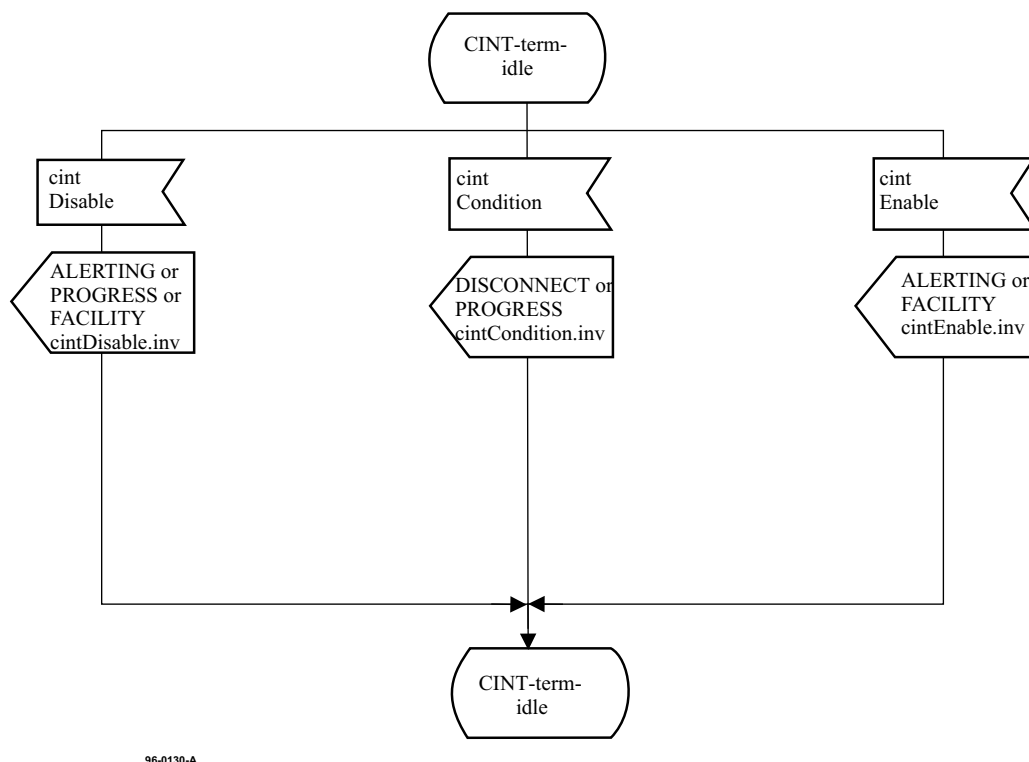 CINT-term-
idle
cint
Disable
cint
Condition
cint
Enable
ALERTING or
PROGRESS or
FACILITY
cintDisable.inv
DISCONNECT or
PROGRESS
cintCondition.inv
ALERTING or
FACILITY
cintEnable.inv
CINT-term-
idle
96-0130-A